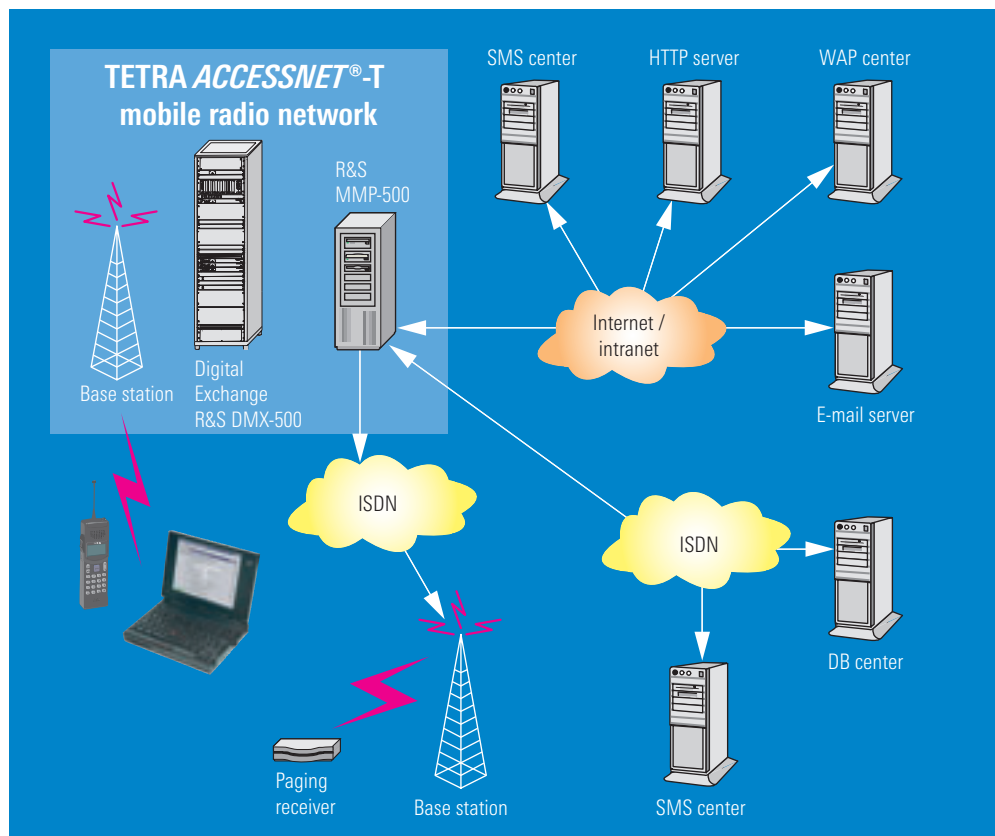 TETRA ACCESSNET®-T
mobile radio network
R&S
MMP-500
Base station
Digital
Exchange
R&S DMX-500
SMS center
HTTP server
WAP center
Internet /
intranet
E-mail server
ISDN
ISDN
DB center
Paging
receiver
Base station
SMS center